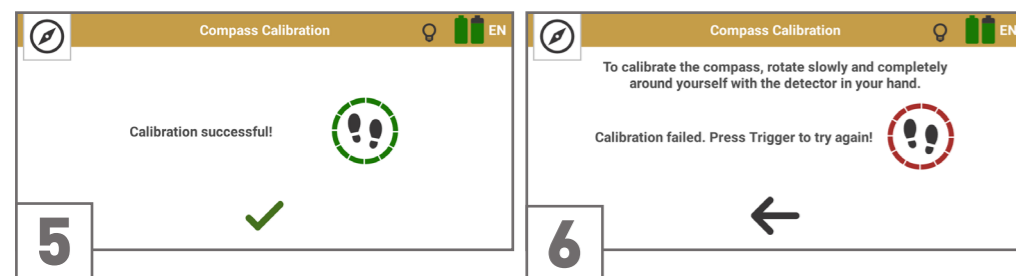 Compass Calibration
EN
Calibration successful!
5
Compass Calibration
EN
To calibrate the compass, rotate slowly and completely
around yourself with the detector in your hand.
Calibration failed. Press Trigger to try again!
6